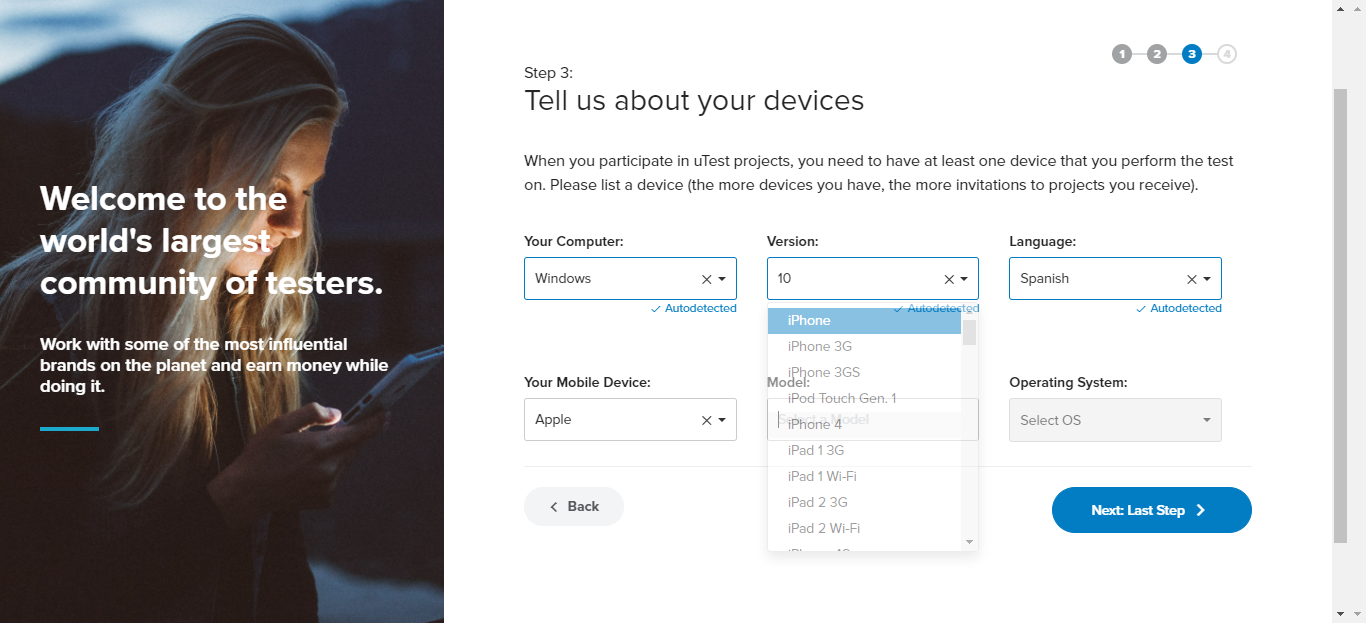 Welcome to the
world's largest
community of testers.
Work with some of the most influential
brands on the planet and earn money while
doing it.
1 2 3 4
Step 3:
Tell us about your devices
When you participate in uTest projects, you need to have at least one device that you perform the test
on. Please list a device (the more devices you have, the more invitations to projects you receive).
Your Computer: Version: Language:
Windows 10 Spanish
Autodetected Autodetected Autodetected
iPhone
iPhone 3G
iPhone 3GS
Your Mobile Device: Model: Operating System:
iPod Touch Gen. 1
Apple Select a Model Select OS
iPhone 4
iPad 1 3G
iPad 1 Wi-Fi
iPad 2 3G
iPad 2 Wi-Fi
Back
Next: Last Step